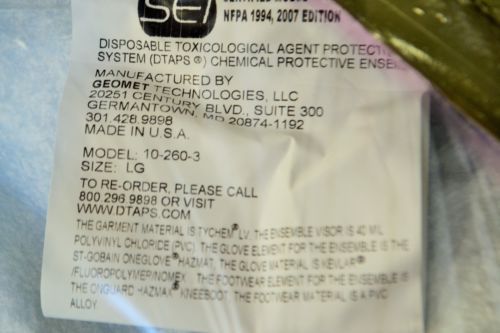 SEI
NFPA 1994, 2007 EDITION
DISPOSABLE TOXICOLOGICAL AGENT PROTECTIVE
SYSTEM (DTAPS ®) CHEMICAL PROTECTIVE
MANUFACTURED BY
GEOMET TECHNOLOGIES, LLC
20251 CENTURY BLVD., SUITE 300
GERMANTOWN, MD 20874-1192
301.428.9898
MADE IN U.S.A.
MODEL: 10-260-3
SIZE: LG
TO RE-ORDER, PLEASE CALL
800.296.9898 OR VISIT
WWW.DTAPS.COM
THE GARMENT MATERIAL IS TYCHEM® LV. THE ENSEMBLE VISOR IS 40 MIL
POLYVINYL CHLORIDE (PVC). THE GLOVE ELEMENT FOR THE ENSEMBLE IS THE
ST-GOBAIN ONEGLOVE® HAZMAT, THE GLOVE MATERIAL IS KEVLAR®
/FLUOROPOLYMER/NOMEX. THE FOOTWEAR ELEMENT FOR THE ENSEMBLE IS
THE ONGUARD HAZMAX® KNEEBOOT, THE FOOTWEAR MATERIAL IS A PVC
ALLOY